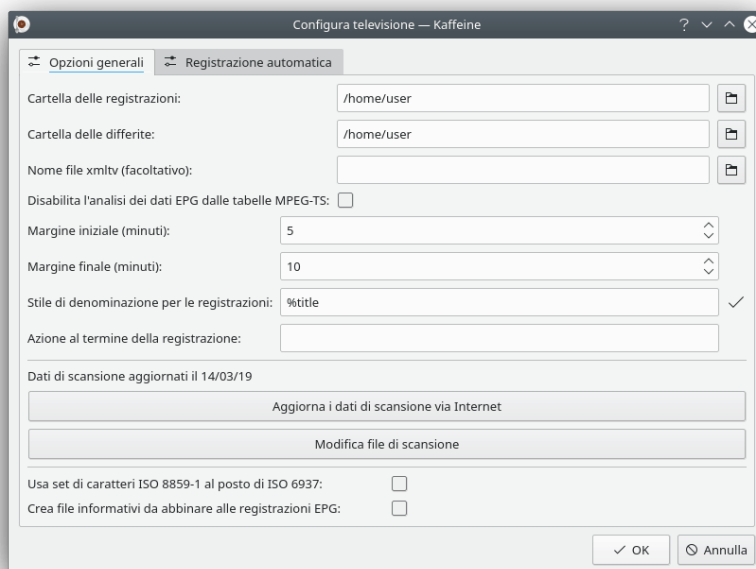 Configura televisione — Kaffeine
Opzioni generali
Registrazione automatica
Cartella delle registrazioni:
/home/user
Cartella delle differite:
/home/user
Nome file xmltv (facoltativo):
Disabilita l'analisi dei dati EPG dalle tabelle MPEG-TS:
Margine iniziale (minuti):
5
Margine finale (minuti):
10
Stile di denominazione per le registrazioni:
%title
Azione al termine della registrazione:
Dati di scansione aggiornati il 14/03/19
Aggiorna i dati di scansione via Internet
Modifica file di scansione
Usa set di caratteri ISO 8859-1 al posto di ISO 6937:
Crea file informativi da abbinare alle registrazioni EPG:
OK
Annulla